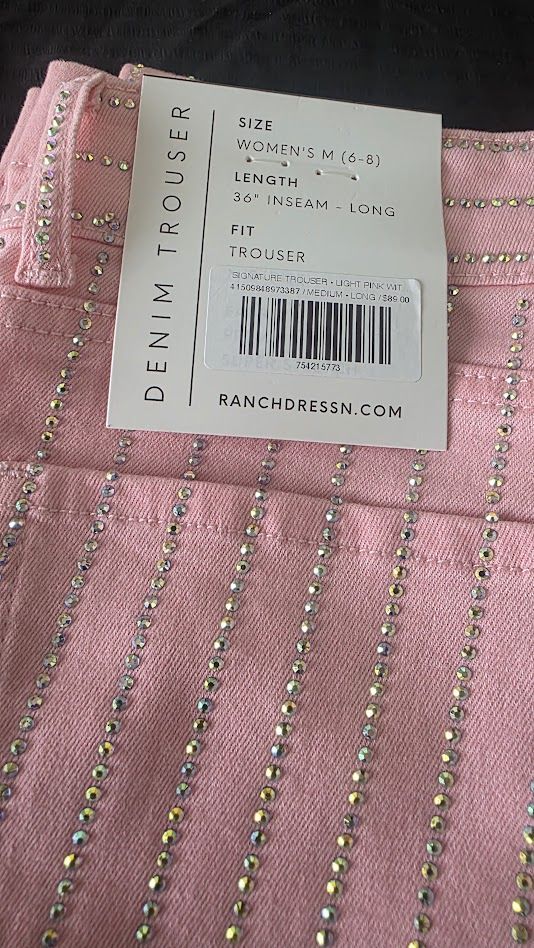 DENIM TROUSER
SIZE
WOMEN'S M (6-8)
LENGTH
36" INSEAM - LONG
FIT
TROUSER
SIGNATURE TROUSER - LIGHT PINK WIT
41509848973387 / MEDIUM - LONG / $89.00
754215773
RANCHDRESSN.COM